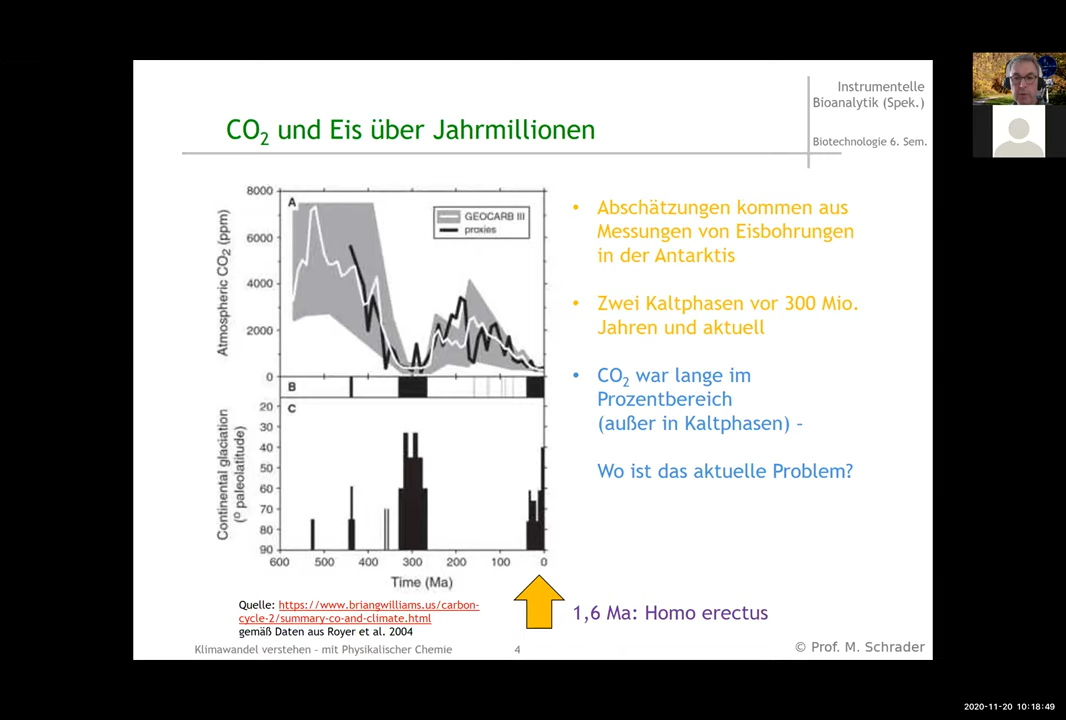 Instrumentelle
Bioanalytik (Spek.)
Biotechnologie 6. Sem.
CO2 und Eis über Jahrmillionen
A
GEOCARB III
proxies
8000
6000
4000
2000
0
Atmospheric CO2 (ppm)
B
C
20
30
40
50
60
70
80
90
Continental glaciation
(º paleolatitude)
600 500 400 300 200 100 0
Time (Ma)
• Abschätzungen kommen aus
Messungen von Eisbohrungen
in der Antarktis
• Zwei Kaltphasen vor 300 Mio.
Jahren und aktuell
• CO2 war lange im
Prozentbereich
(außer in Kaltphasen) –
Wo ist das aktuelle Problem?
1,6 Ma: Homo erectus
Quelle: https://www.briangwilliams.us/carbon-
cycle-2/summary-co-and-climate.html
gemäß Daten aus Royer et al. 2004
Klimawandel verstehen – mit Physikalischer Chemie
4
© Prof. M. Schrader
2020-11-20 10:18:49